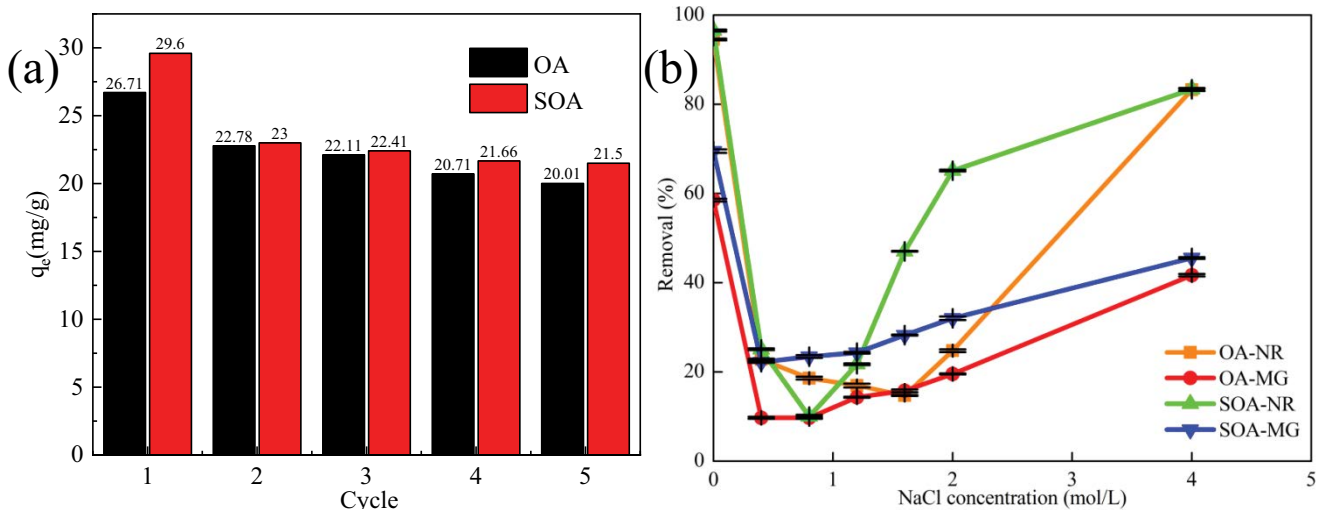 (a)
OA
SOA
26.71
29.6
22.78
23
22.11
22.41
20.71
21.66
20.01
21.5
30
25
20
15
10
5
0
qe(mg/g)
1 2 3 4 5
Cycle
(b)
100
80
60
40
20
0
Removal (%)
OA-NR
OA-MG
SOA-NR
SOA-MG
0 1 2 3 4 5
NaCl concentration (mol/L)